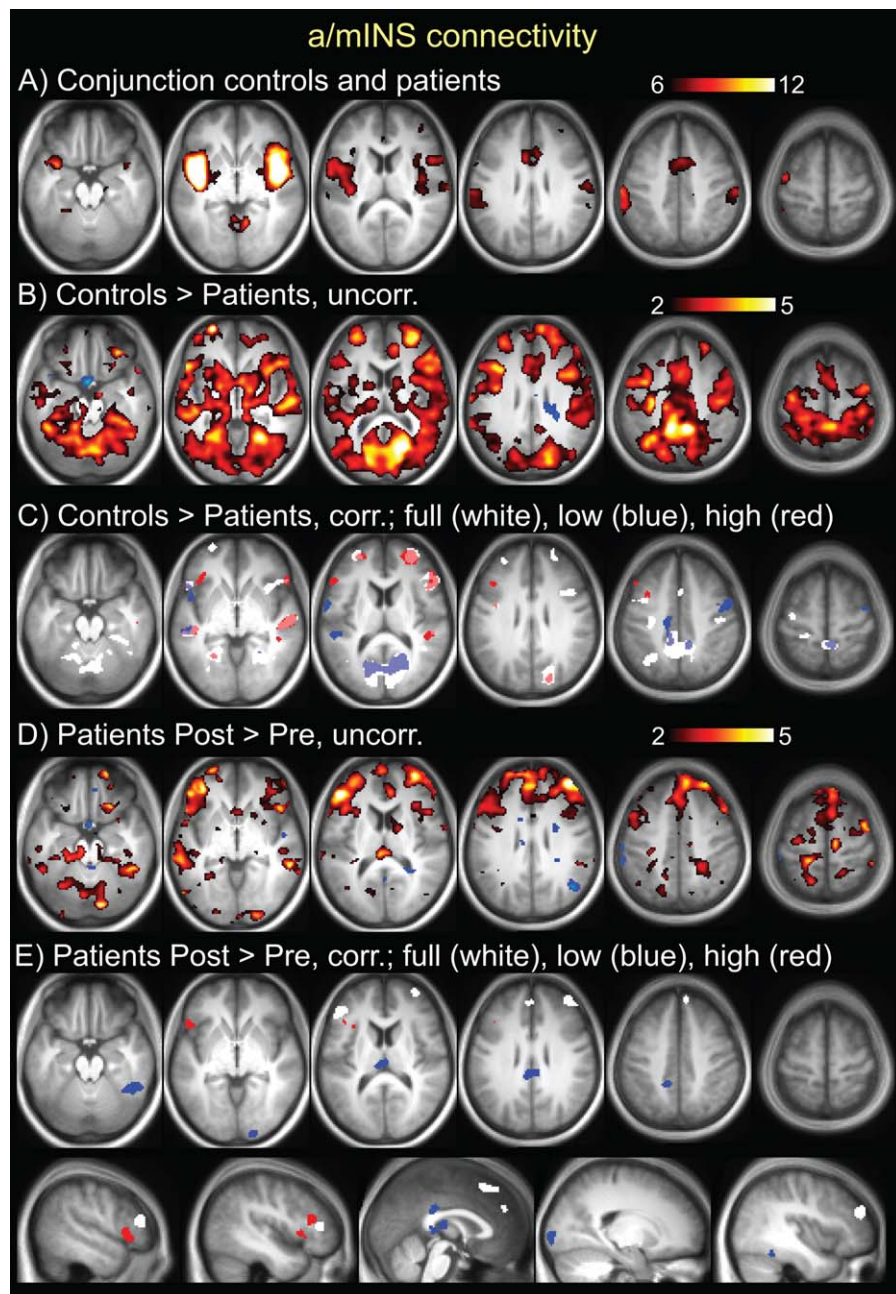 a/mINS connectivity
A) Conjunction controls and patients
6 12
B) Controls > Patients, uncorr.
2 5
C) Controls > Patients, corr.; full (white), low (blue), high (red)
D) Patients Post > Pre, uncorr.
2 5
E) Patients Post > Pre, corr.; full (white), low (blue), high (red)